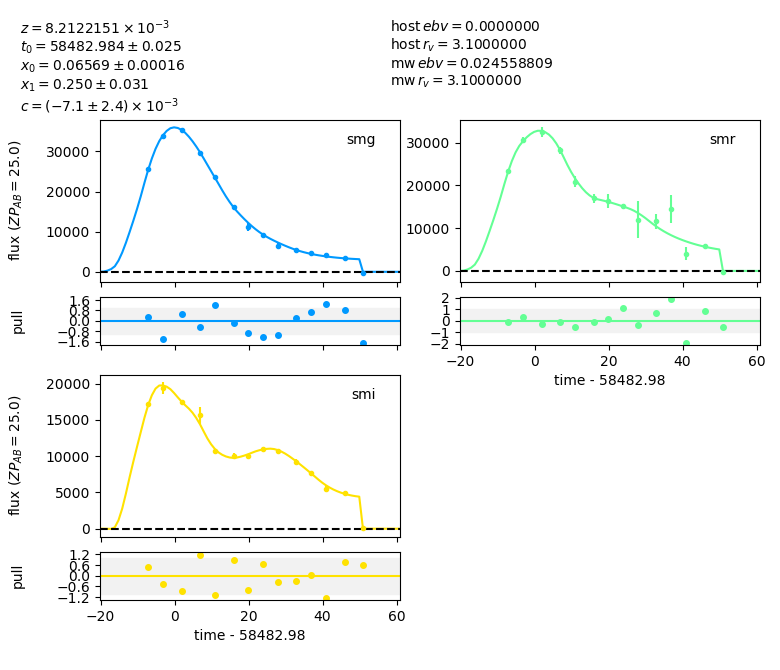 z = 8.2122151 × 10⁻³
t₀ = 58482.984 ± 0.025
x₀ = 0.06569 ± 0.00016
x₁ = 0.250 ± 0.031
c = (−7.1 ± 2.4) × 10⁻³
host ebv = 0.0000000
host r_v = 3.1000000
mw ebv = 0.024558809
mw r_v = 3.1000000
smg
flux (ZP_AB = 25.0)
30000
20000
10000
0
smr
30000
20000
10000
0
pull
1.6
0.8
0.0
−0.8
−1.6
2
1
0
−1
−2
−20
0
20
40
60
time - 58482.98
smi
flux (ZP_AB = 25.0)
20000
15000
10000
5000
0
pull
1.2
0.6
0.0
−0.6
−1.2
−20
0
20
40
60
time - 58482.98